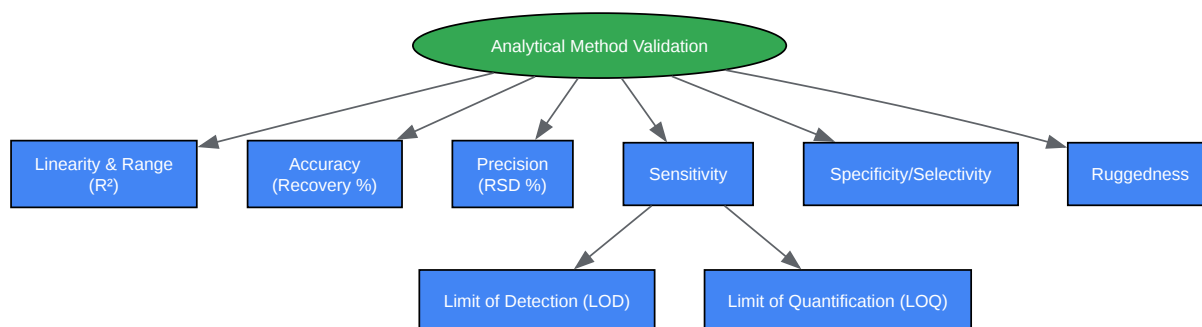 Analytical Method Validation
Linearity & Range
(R²)
Accuracy
(Recovery %)
Precision
(RSD %)
Sensitivity
Specificity/Selectivity
Ruggedness
Limit of Detection (LOD)
Limit of Quantification (LOQ)